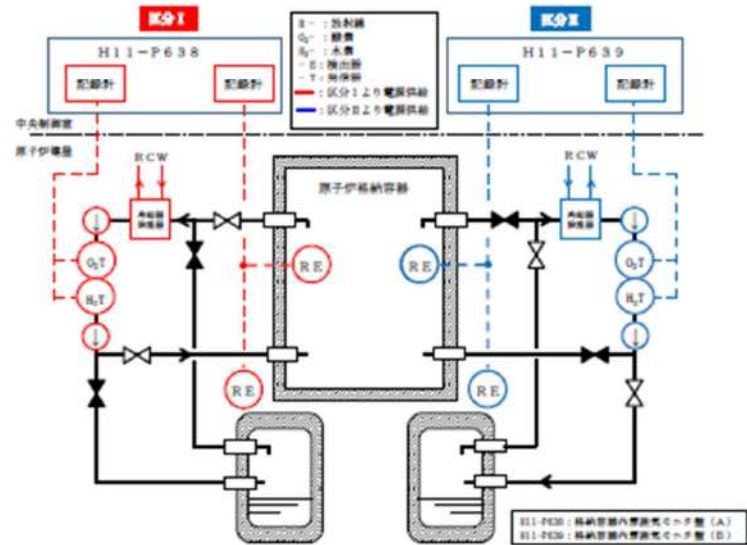 区分Ⅰ
区分Ⅱ
H11-P638
記録計
記録計
R-：放射線
O₂-：酸素
H₂-：水素
-E：検出器
-T：発信器
：区分Ⅰより電源供給
：区分Ⅱより電源供給
H11-P639
記録計
記録計
中央制御室
原子炉建屋
RCW
原子炉格納容器
RCW
冷却器
除湿器
冷却器
除湿器
O₂T
RE
RE
O₂T
H₂T
H₂T
RE
RE
H11-P638：格納容器内雰囲気モニタ盤（A）
H11-P639：格納容器内雰囲気モニタ盤（B）